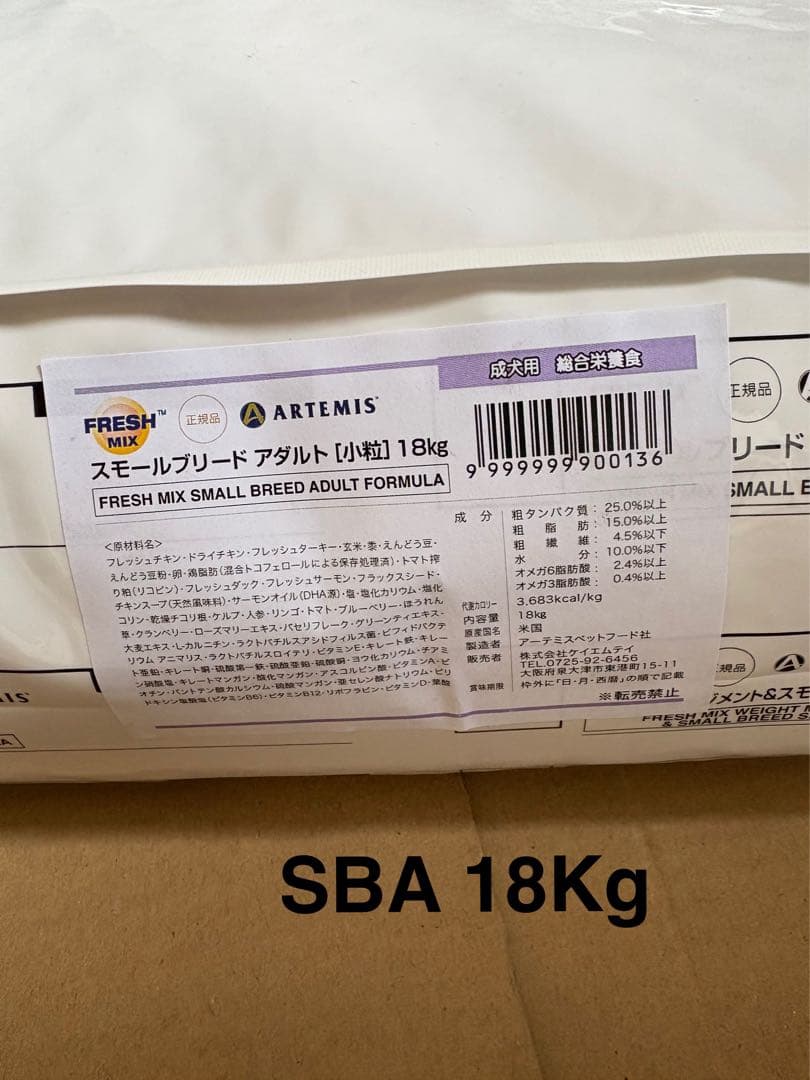 成犬用 総合栄養食
FRESH™
MIX
正規品
ARTEMIS
スモールブリード アダルト [小粒] 18kg
FRESH MIX SMALL BREED ADULT FORMULA
9 999999 900136
<原材料名>
フレッシュチキン・ドライチキン・フレッシュターキー・玄米・黍・えんどう豆・
えんどう豆粉・卵・鶏脂肪(混合トコフェロールによる保存処理済)・トマト搾
り粕(リコピン)・フレッシュダック・フレッシュサーモン・フラックスシード・
チキンスープ(天然風味料)・サーモンオイル(DHA源)・塩・塩化カリウム・塩化
コリン・乾燥チコリ根・ケルプ・人参・リンゴ・トマト・ブルーベリー・ほうれん
草・クランベリー・ローズマリーエキス・パセリフレーク・グリーンティエキス・
大麦エキス・L-カルニチン・ラクトバチルスアシドフィルス菌・ビフィドバクテ
リウム アニマリス・ラクトバチルスロイテリ・ビタミンE・キレート鉄・キレー
ト亜鉛・キレート銅・硫酸第一鉄・硫酸亜鉛・硫酸銅・ヨウ化カリウム・チアミ
ン硝酸塩・キレートマンガン・酸化マンガン・アスコルビン酸・ビタミンA・ビ
オチン・パントテン酸カルシウム・硫酸マンガン・亜セレン酸ナトリウム・ピリ
ドキシン塩酸塩(ビタミンB6)・ビタミンB12・リボフラビン・ビタミンD・葉酸
成分 粗タンパク質: 25.0%以上
粗脂肪: 15.0%以上
粗繊維: 4.5%以下
水分: 10.0%以下
オメガ6脂肪酸: 2.4%以上
オメガ3脂肪酸: 0.4%以上
代謝カロリー 3,683kcal/kg
内容量 18kg
原産国名 米国
製造者 アーテミスペットフード社
販売者 株式会社ケイエムテイ
TEL.0725-92-6456
大阪府泉大津市東港町15-11
賞味期限 枠外に「日・月・西暦」の順で記載
※転売禁止
正規品
ブリード
MIX SMALL B
規品
ジメント&スモ
FRESH MIX WEIGHT M
& SMALL BREED S
MIS
SBA 18Kg